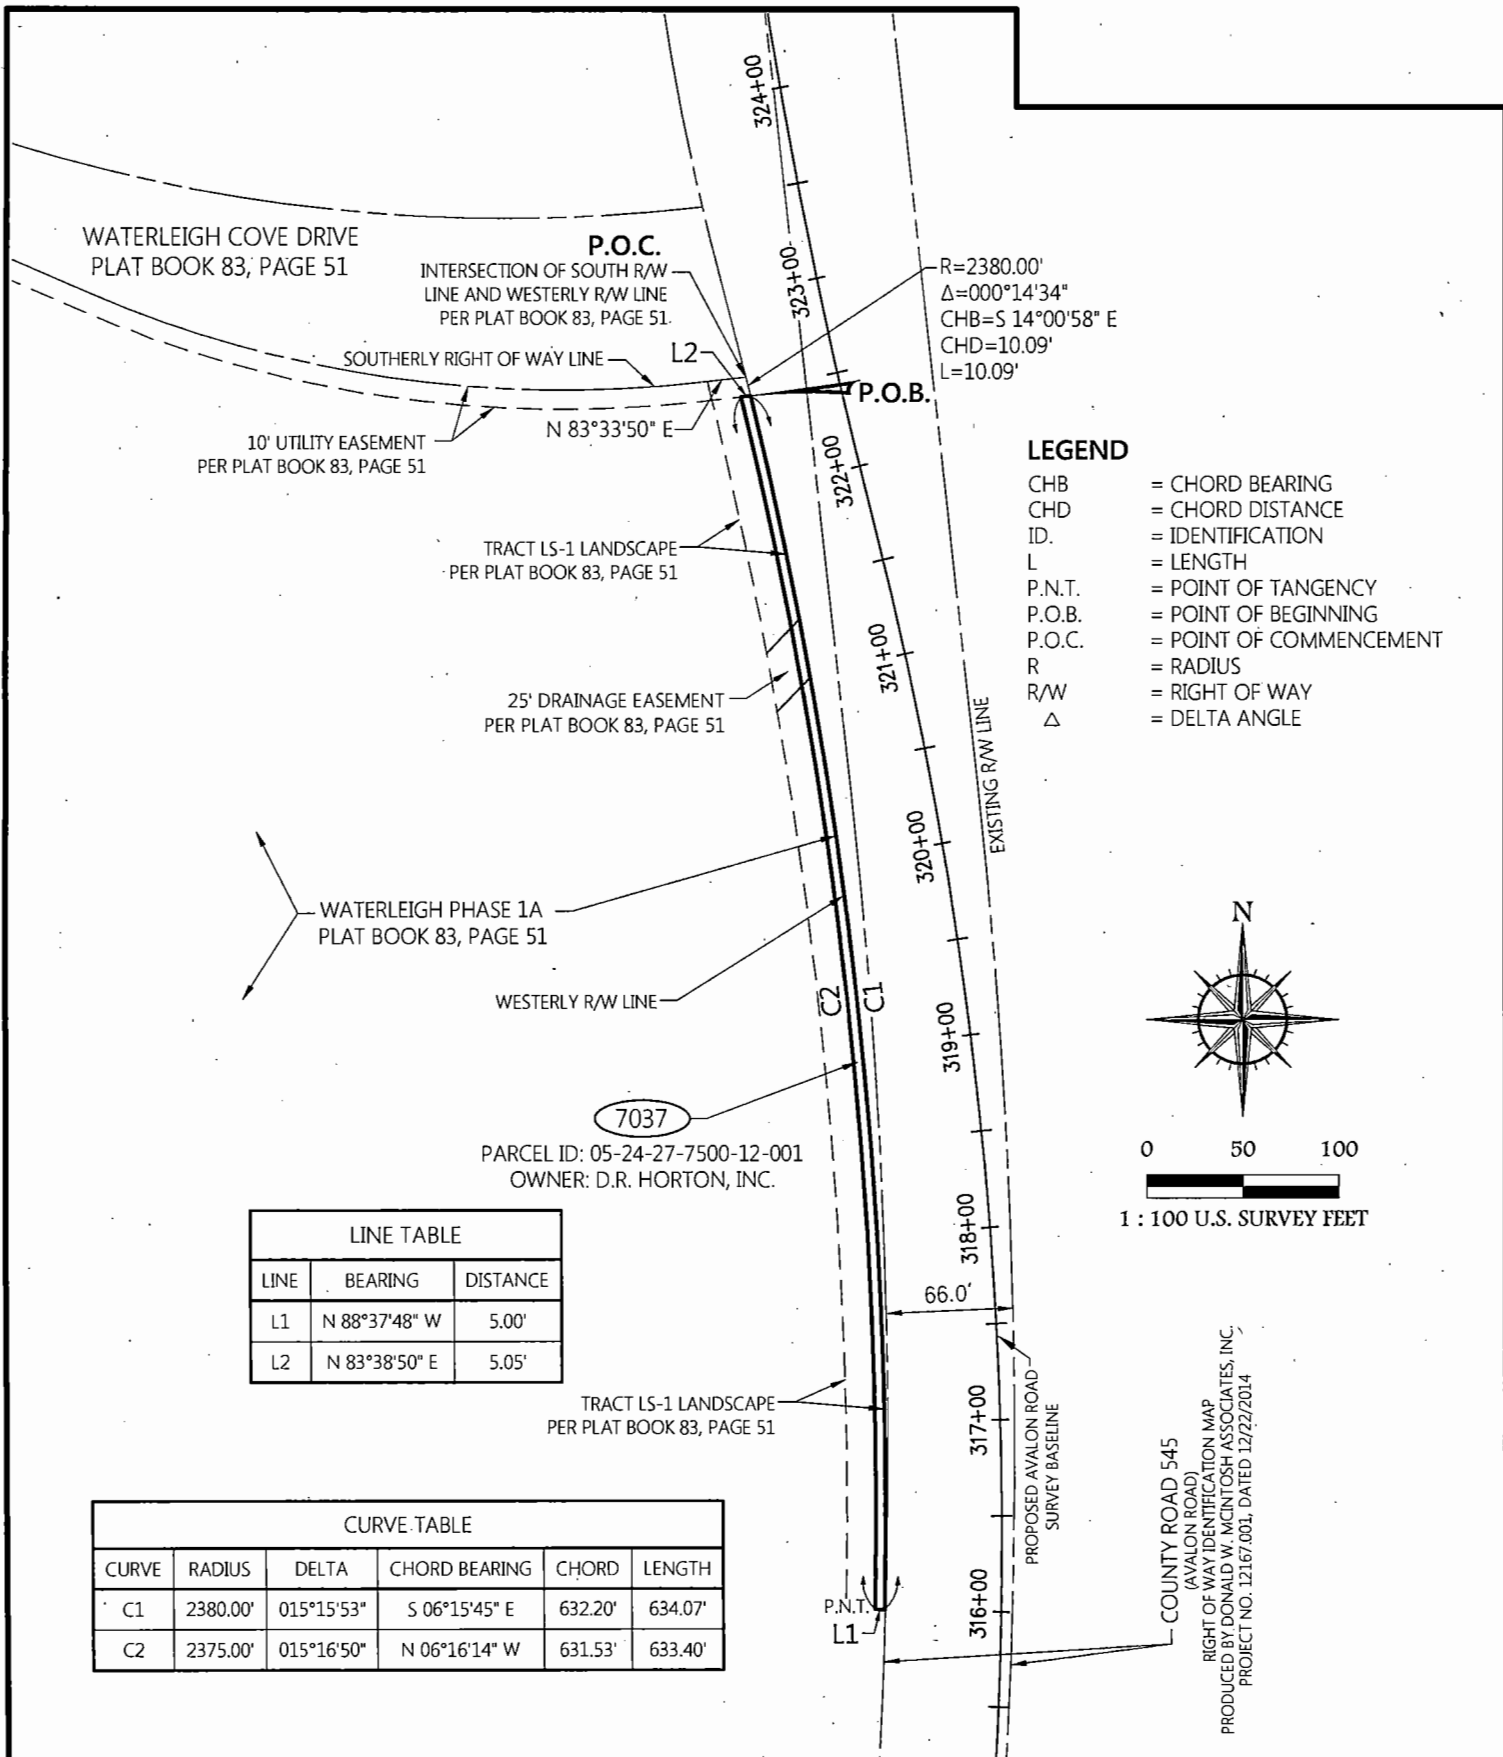 WATERLEIGH COVE DRIVE
PLAT BOOK 83, PAGE 51
P.O.C.
INTERSECTION OF SOUTH R/W
LINE AND WESTERLY R/W LINE
PER PLAT BOOK 83, PAGE 51.
SOUTHERLY RIGHT OF WAY LINE
L2
R=2380.00'
Δ=000°14'34"
CHB=S 14°00'58" E
CHD=10.09'
L=10.09'
P.O.B.
N 83°33'50" E
10' UTILITY EASEMENT
PER PLAT BOOK 83, PAGE 51
324+00
323+00
322+00
321+00
320+00
319+00
318+00
317+00
316+00
LEGEND
CHB = CHORD BEARING
CHD = CHORD DISTANCE
ID. = IDENTIFICATION
L = LENGTH
P.N.T. = POINT OF TANGENCY
P.O.B. = POINT OF BEGINNING
P.O.C. = POINT OF COMMENCEMENT
R = RADIUS
R/W = RIGHT OF WAY
Δ = DELTA ANGLE
TRACT LS-1 LANDSCAPE
PER PLAT BOOK 83, PAGE 51
25' DRAINAGE EASEMENT
PER PLAT BOOK 83, PAGE 51
EXISTING R/W LINE
WATERLEIGH PHASE 1A
PLAT BOOK 83, PAGE 51
WESTERLY R/W LINE
C2
C1
N
7037
PARCEL ID: 05-24-27-7500-12-001
OWNER: D.R. HORTON, INC.
0 50 100
1 : 100 U.S. SURVEY FEET
66.0'
LINE TABLE
LINE BEARING DISTANCE
L1 N 88°37'48" W 5.00'
L2 N 83°38'50" E 5.05'
TRACT LS-1 LANDSCAPE
PER PLAT BOOK 83, PAGE 51
PROPOSED AVALON ROAD
SURVEY BASELINE
CURVE TABLE
CURVE RADIUS DELTA CHORD BEARING CHORD LENGTH
C1 2380.00' 015°15'53" S 06°15'45" E 632.20' 634.07'
C2 2375.00' 015°16'50" N 06°16'14" W 631.53' 633.40'
P.N.T.
L1
COUNTY ROAD 545
(AVALON ROAD)
RIGHT OF WAY IDENTIFICATION MAP
PRODUCED BY DONALD W. MCINTOSH ASSOCIATES, INC.
PROJECT NO. 12167.001, DATED 12/22/2014